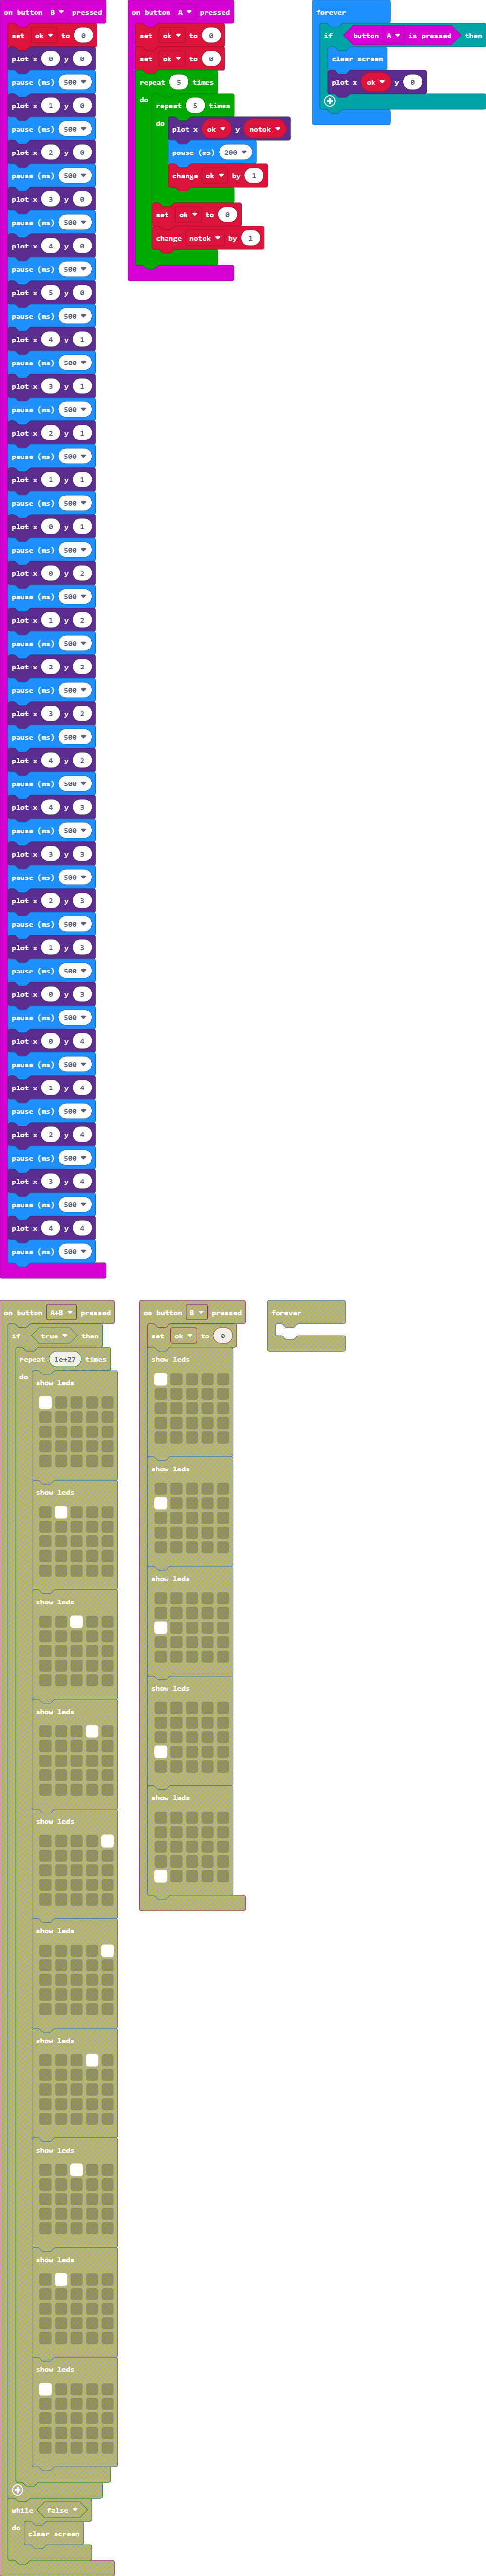 on button B pressed
set ok to 0
plot x 0 y 0
pause (ms) 500
plot x 1 y 0
pause (ms) 500
plot x 2 y 0
pause (ms) 500
plot x 3 y 0
pause (ms) 500
plot x 4 y 0
pause (ms) 500
plot x 5 y 0
pause (ms) 500
plot x 4 y 1
pause (ms) 500
plot x 3 y 1
pause (ms) 500
plot x 2 y 1
pause (ms) 500
plot x 1 y 1
pause (ms) 500
plot x 0 y 1
pause (ms) 500
plot x 0 y 2
pause (ms) 500
plot x 1 y 2
pause (ms) 500
plot x 2 y 2
pause (ms) 500
plot x 3 y 2
pause (ms) 500
plot x 4 y 2
pause (ms) 500
plot x 4 y 3
pause (ms) 500
plot x 3 y 3
pause (ms) 500
plot x 2 y 3
pause (ms) 500
plot x 1 y 3
pause (ms) 500
plot x 0 y 3
pause (ms) 500
plot x 0 y 4
pause (ms) 500
plot x 1 y 4
pause (ms) 500
plot x 2 y 4
pause (ms) 500
plot x 3 y 4
pause (ms) 500
plot x 4 y 4
pause (ms) 500
on button A pressed
set ok to 0
set ok to 0
repeat 5 times
do repeat 5 times
do plot x ok y notok
pause (ms) 200
change ok by 1
set ok to 0
change notok by 1
forever
if button A is pressed then
clear screen
plot x ok y 0
on button A+B pressed
if true then
repeat 1e+27 times
do show leds
show leds
show leds
show leds
show leds
show leds
show leds
show leds
show leds
show leds
while false
do clear screen
on button B pressed
set ok to 0
show leds
show leds
show leds
show leds
show leds
forever